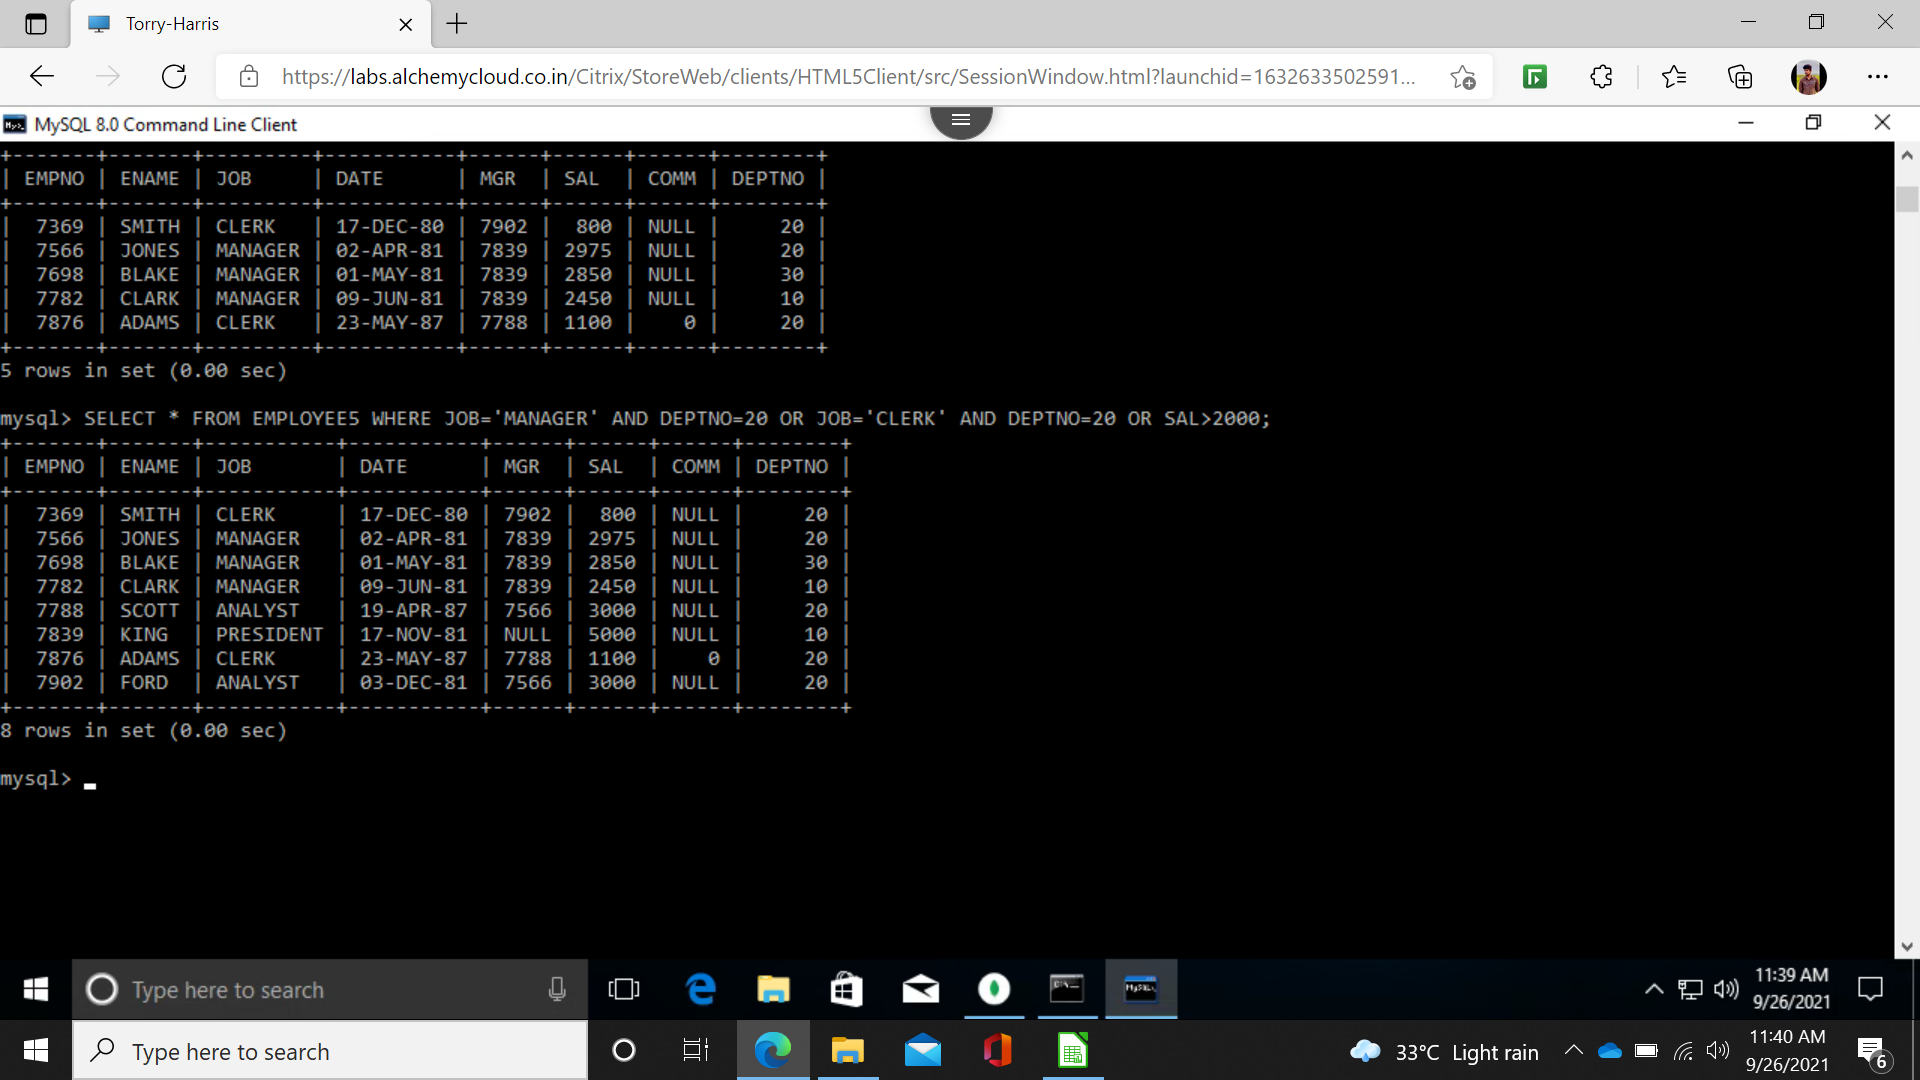 Torry-Harris
https://labs.alchemycloud.co.in/Citrix/StoreWeb/clients/HTML5Client/src/SessionWindow.html?launchid=1632633502591...
MySQL 8.0 Command Line Client
+-------+-------+---------+-----------+------+------+------+--------+
| EMPNO | ENAME | JOB     | DATE      | MGR  | SAL  | COMM | DEPTNO |
+-------+-------+---------+-----------+------+------+------+--------+
|  7369 | SMITH | CLERK   | 17-DEC-80 | 7902 |  800 | NULL |     20 |
|  7566 | JONES | MANAGER | 02-APR-81 | 7839 | 2975 | NULL |     20 |
|  7698 | BLAKE | MANAGER | 01-MAY-81 | 7839 | 2850 | NULL |     30 |
|  7782 | CLARK | MANAGER | 09-JUN-81 | 7839 | 2450 | NULL |     10 |
|  7876 | ADAMS | CLERK   | 23-MAY-87 | 7788 | 1100 |    0 |     20 |
+-------+-------+---------+-----------+------+------+------+--------+
5 rows in set (0.00 sec)
mysql> SELECT * FROM EMPLOYEE5 WHERE JOB='MANAGER' AND DEPTNO=20 OR JOB='CLERK' AND DEPTNO=20 OR SAL>2000;
+-------+-------+-----------+-----------+------+------+------+--------+
| EMPNO | ENAME | JOB       | DATE      | MGR  | SAL  | COMM | DEPTNO |
+-------+-------+-----------+-----------+------+------+------+--------+
|  7369 | SMITH | CLERK     | 17-DEC-80 | 7902 |  800 | NULL |     20 |
|  7566 | JONES | MANAGER   | 02-APR-81 | 7839 | 2975 | NULL |     20 |
|  7698 | BLAKE | MANAGER   | 01-MAY-81 | 7839 | 2850 | NULL |     30 |
|  7782 | CLARK | MANAGER   | 09-JUN-81 | 7839 | 2450 | NULL |     10 |
|  7788 | SCOTT | ANALYST   | 19-APR-87 | 7566 | 3000 | NULL |     20 |
|  7839 | KING  | PRESIDENT | 17-NOV-81 | NULL | 5000 | NULL |     10 |
|  7876 | ADAMS | CLERK     | 23-MAY-87 | 7788 | 1100 |    0 |     20 |
|  7902 | FORD  | ANALYST   | 03-DEC-81 | 7566 | 3000 | NULL |     20 |
+-------+-------+-----------+-----------+------+------+------+--------+
8 rows in set (0.00 sec)
mysql> _
Type here to search
11:39 AM
9/26/2021
Type here to search
33°C Light rain
11:40 AM
9/26/2021
6